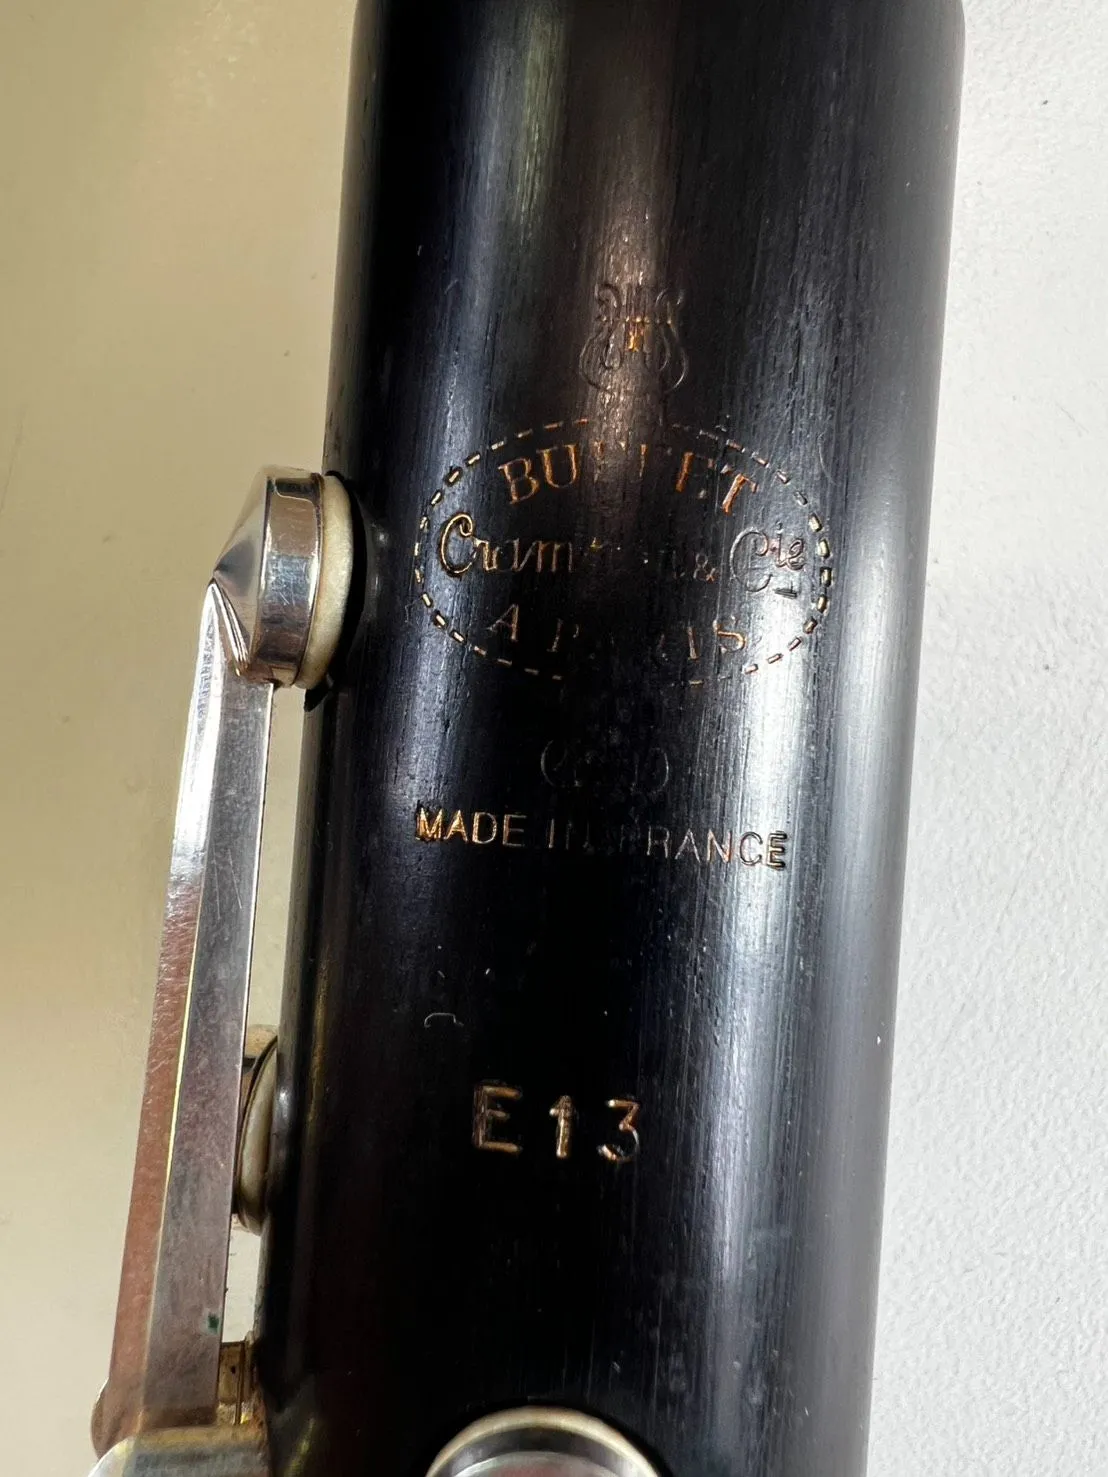 BUFFET
Crampon & Cie
A PARIS
MADE IN FRANCE
E13